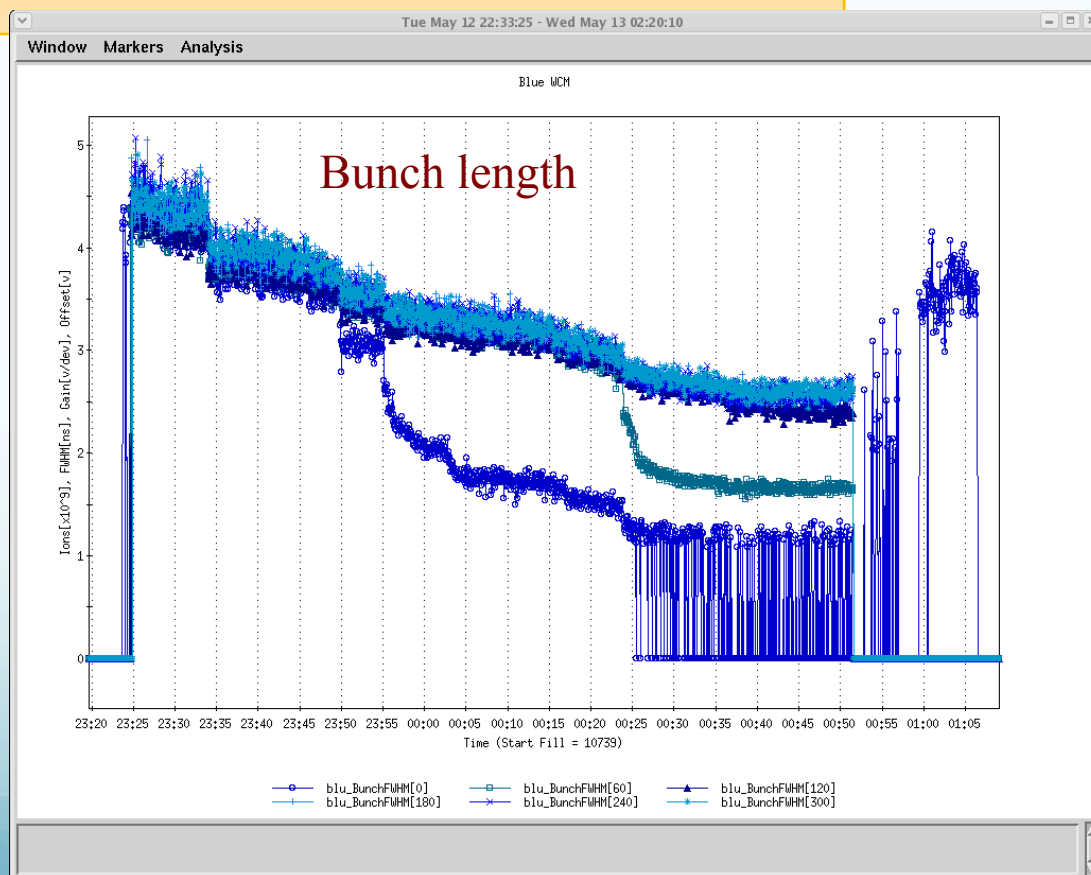 Tue May 12 22:33:25 - Wed May 13 02:20:10
Window Markers Analysis
Blue WCM
Bunch length
Ions[x10^9], FWHM[ns], Gain[v/dev], Offset[v]
5
4
3
2
1
0
23:20 23:25 23:30 23:35 23:40 23:45 23:50 23:55 00:00 00:05 00:10 00:15 00:20 00:25 00:30 00:35 00:40 00:45 00:50 00:55 01:00 01:05
Time (Start Fill = 10739)
blu_BunchFWHM[0] blu_BunchFWHM[60] blu_BunchFWHM[120]
blu_BunchFWHM[180] blu_BunchFWHM[240] blu_BunchFWHM[300]